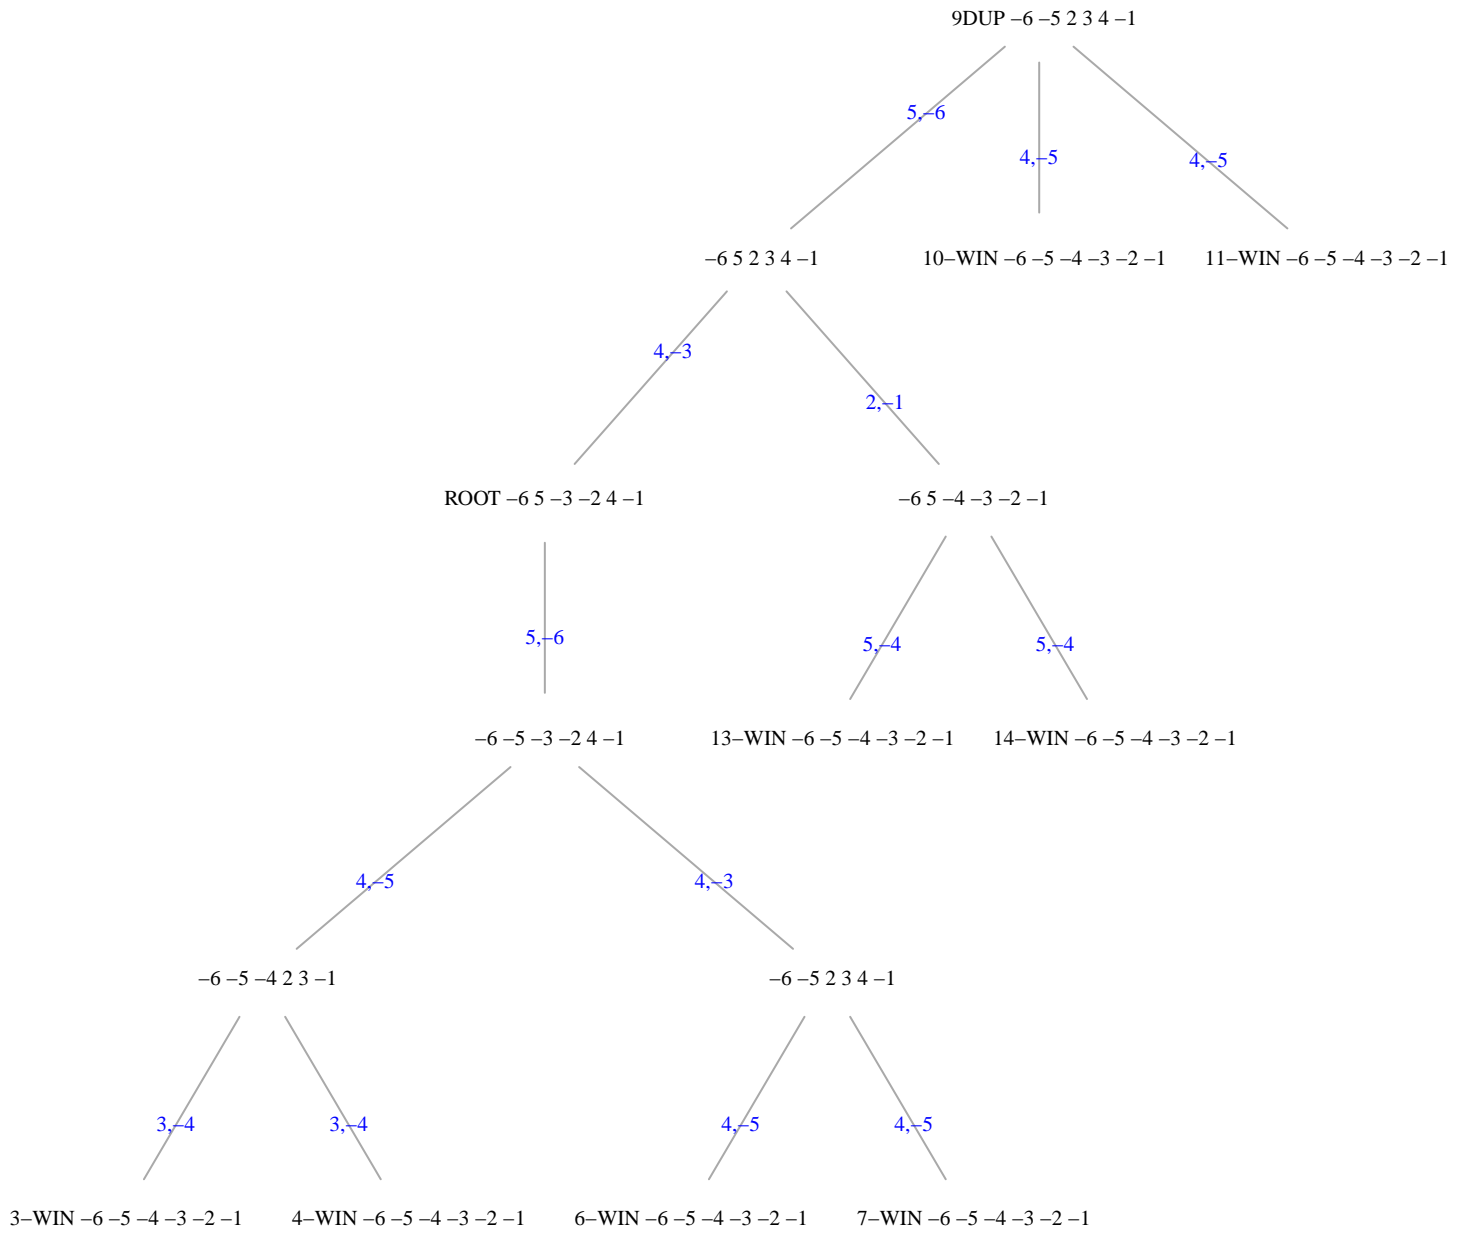 9DUP –6 –5 2 3 4 –1
5,–6
4,–5
4,–5
–6 5 2 3 4 –1
10–WIN –6 –5 –4 –3 –2 –1
11–WIN –6 –5 –4 –3 –2 –1
4,–3
2,–1
ROOT –6 5 –3 –2 4 –1
–6 5 –4 –3 –2 –1
5,–6
5,–4
5,–4
–6 –5 –3 –2 4 –1
13–WIN –6 –5 –4 –3 –2 –1
14–WIN –6 –5 –4 –3 –2 –1
4,–5
4,–3
–6 –5 –4 2 3 –1
–6 –5 2 3 4 –1
3,–4
3,–4
4,–5
4,–5
3–WIN –6 –5 –4 –3 –2 –1
4–WIN –6 –5 –4 –3 –2 –1
6–WIN –6 –5 –4 –3 –2 –1
7–WIN –6 –5 –4 –3 –2 –1